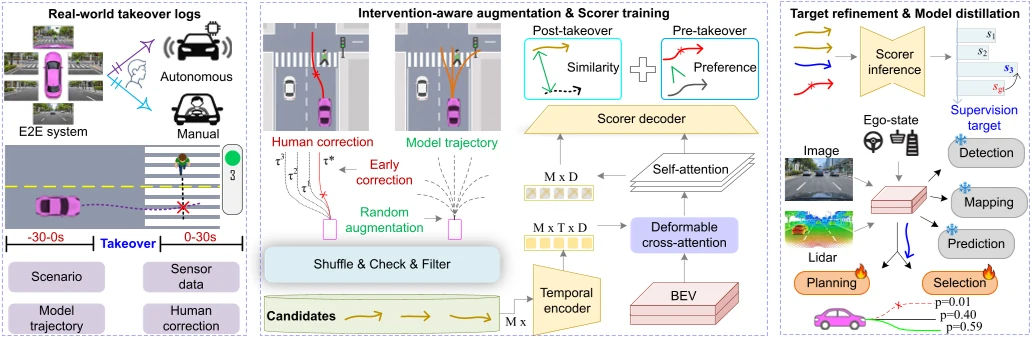 Real-world takeover logs
Autonomous
Manual
E2E system
3
-30-0s
Takeover
0-30s
Scenario
Sensor
data
Model
trajectory
Human
correction
Intervention-aware augmentation & Scorer training
Human correction
Model trajectory
τ³
τ²
τ¹
τ*
Early
correction
Random
augmentation
Shuffle & Check & Filter
Candidates
M x
Temporal
encoder
M x T x D
M x D
Post-takeover
Similarity
Pre-takeover
Preference
Scorer decoder
Self-attention
Deformable
cross-attention
BEV
Target refinement & Model distillation
Scorer
inference
s₁
s₂
s₃
s_gt
Supervision
target
Ego-state
Image
Lidar
Detection
Mapping
Prediction
Planning
Selection
p=0.01
p=0.40
p=0.59